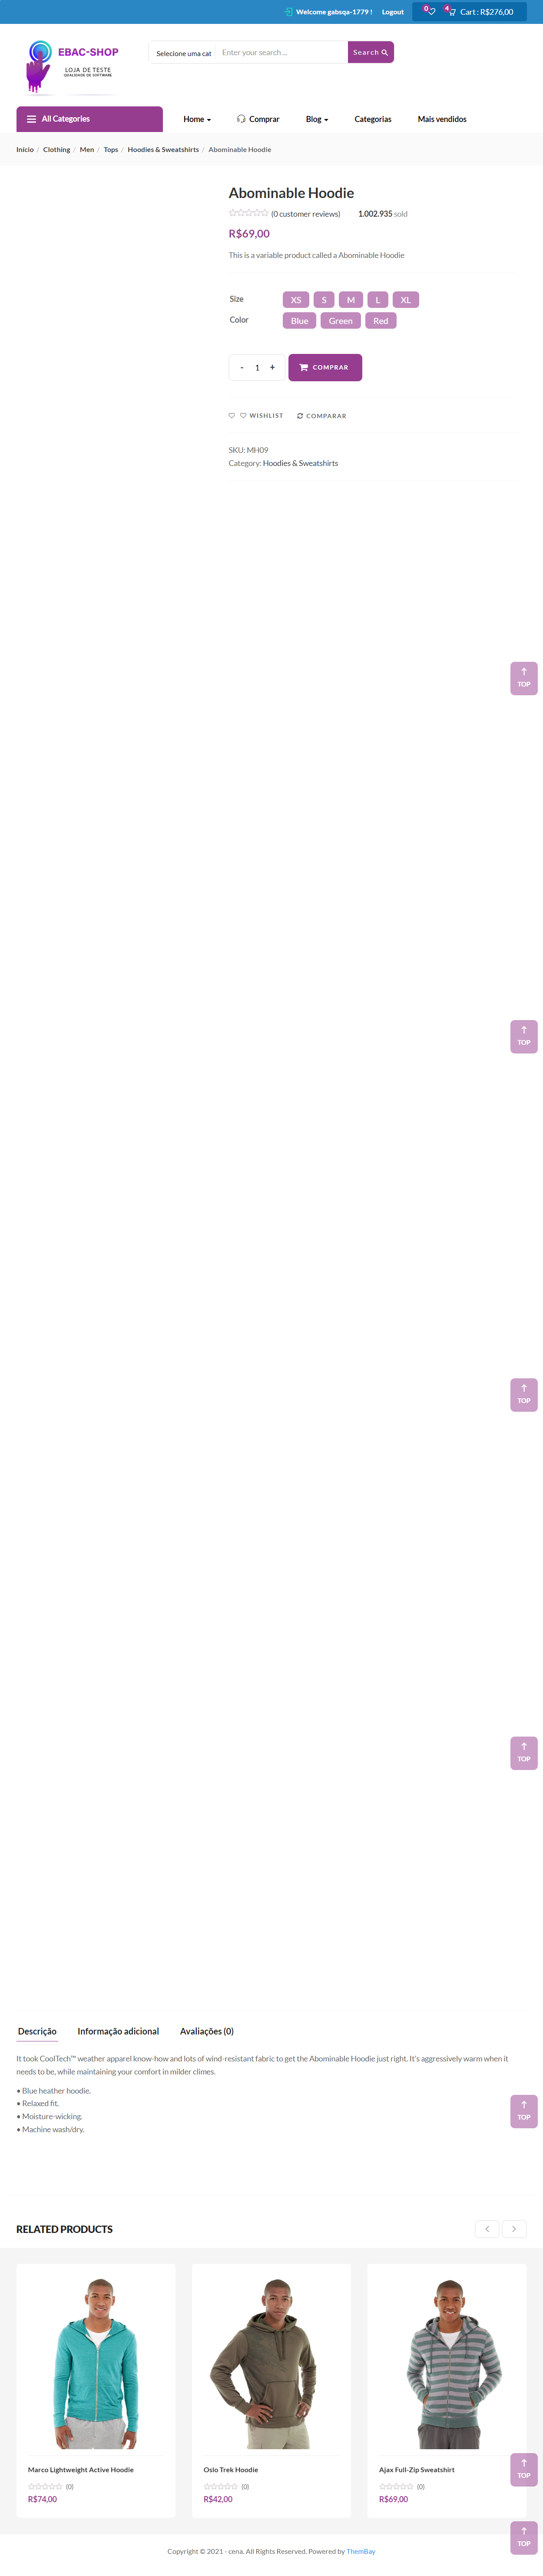 Welcome gabsqa-1779 ! Logout 0 4 Cart : R$276,00
EBAC-SHOP
LOJA DE TESTE
QUALIDADE DE SOFTWARE
Selecione uma cat Enter your search ... Search
All Categories Home Comprar Blog Categorias Mais vendidos
Início / Clothing / Men / Tops / Hoodies & Sweatshirts / Abominable Hoodie
Abominable Hoodie
(0 customer reviews) 1.002.935 sold
R$69,00
This is a variable product called a Abominable Hoodie
Size XS S M L XL
Color Blue Green Red
- 1 + COMPRAR
WISHLIST COMPARAR
SKU: MH09
Category: Hoodies & Sweatshirts
TOP
TOP
TOP
TOP
Descrição Informação adicional Avaliações (0)
It took CoolTech™ weather apparel know-how and lots of wind-resistant fabric to get the Abominable Hoodie just right. It's aggressively warm when it
needs to be, while maintaining your comfort in milder climes.
• Blue heather hoodie.
• Relaxed fit.
• Moisture-wicking.
• Machine wash/dry.
TOP
RELATED PRODUCTS
Marco Lightweight Active Hoodie
(0)
R$74,00
Oslo Trek Hoodie
(0)
R$42,00
Ajax Full-Zip Sweatshirt
(0)
R$69,00
TOP
TOP
Copyright © 2021 - cena. All Rights Reserved. Powered by ThemBay